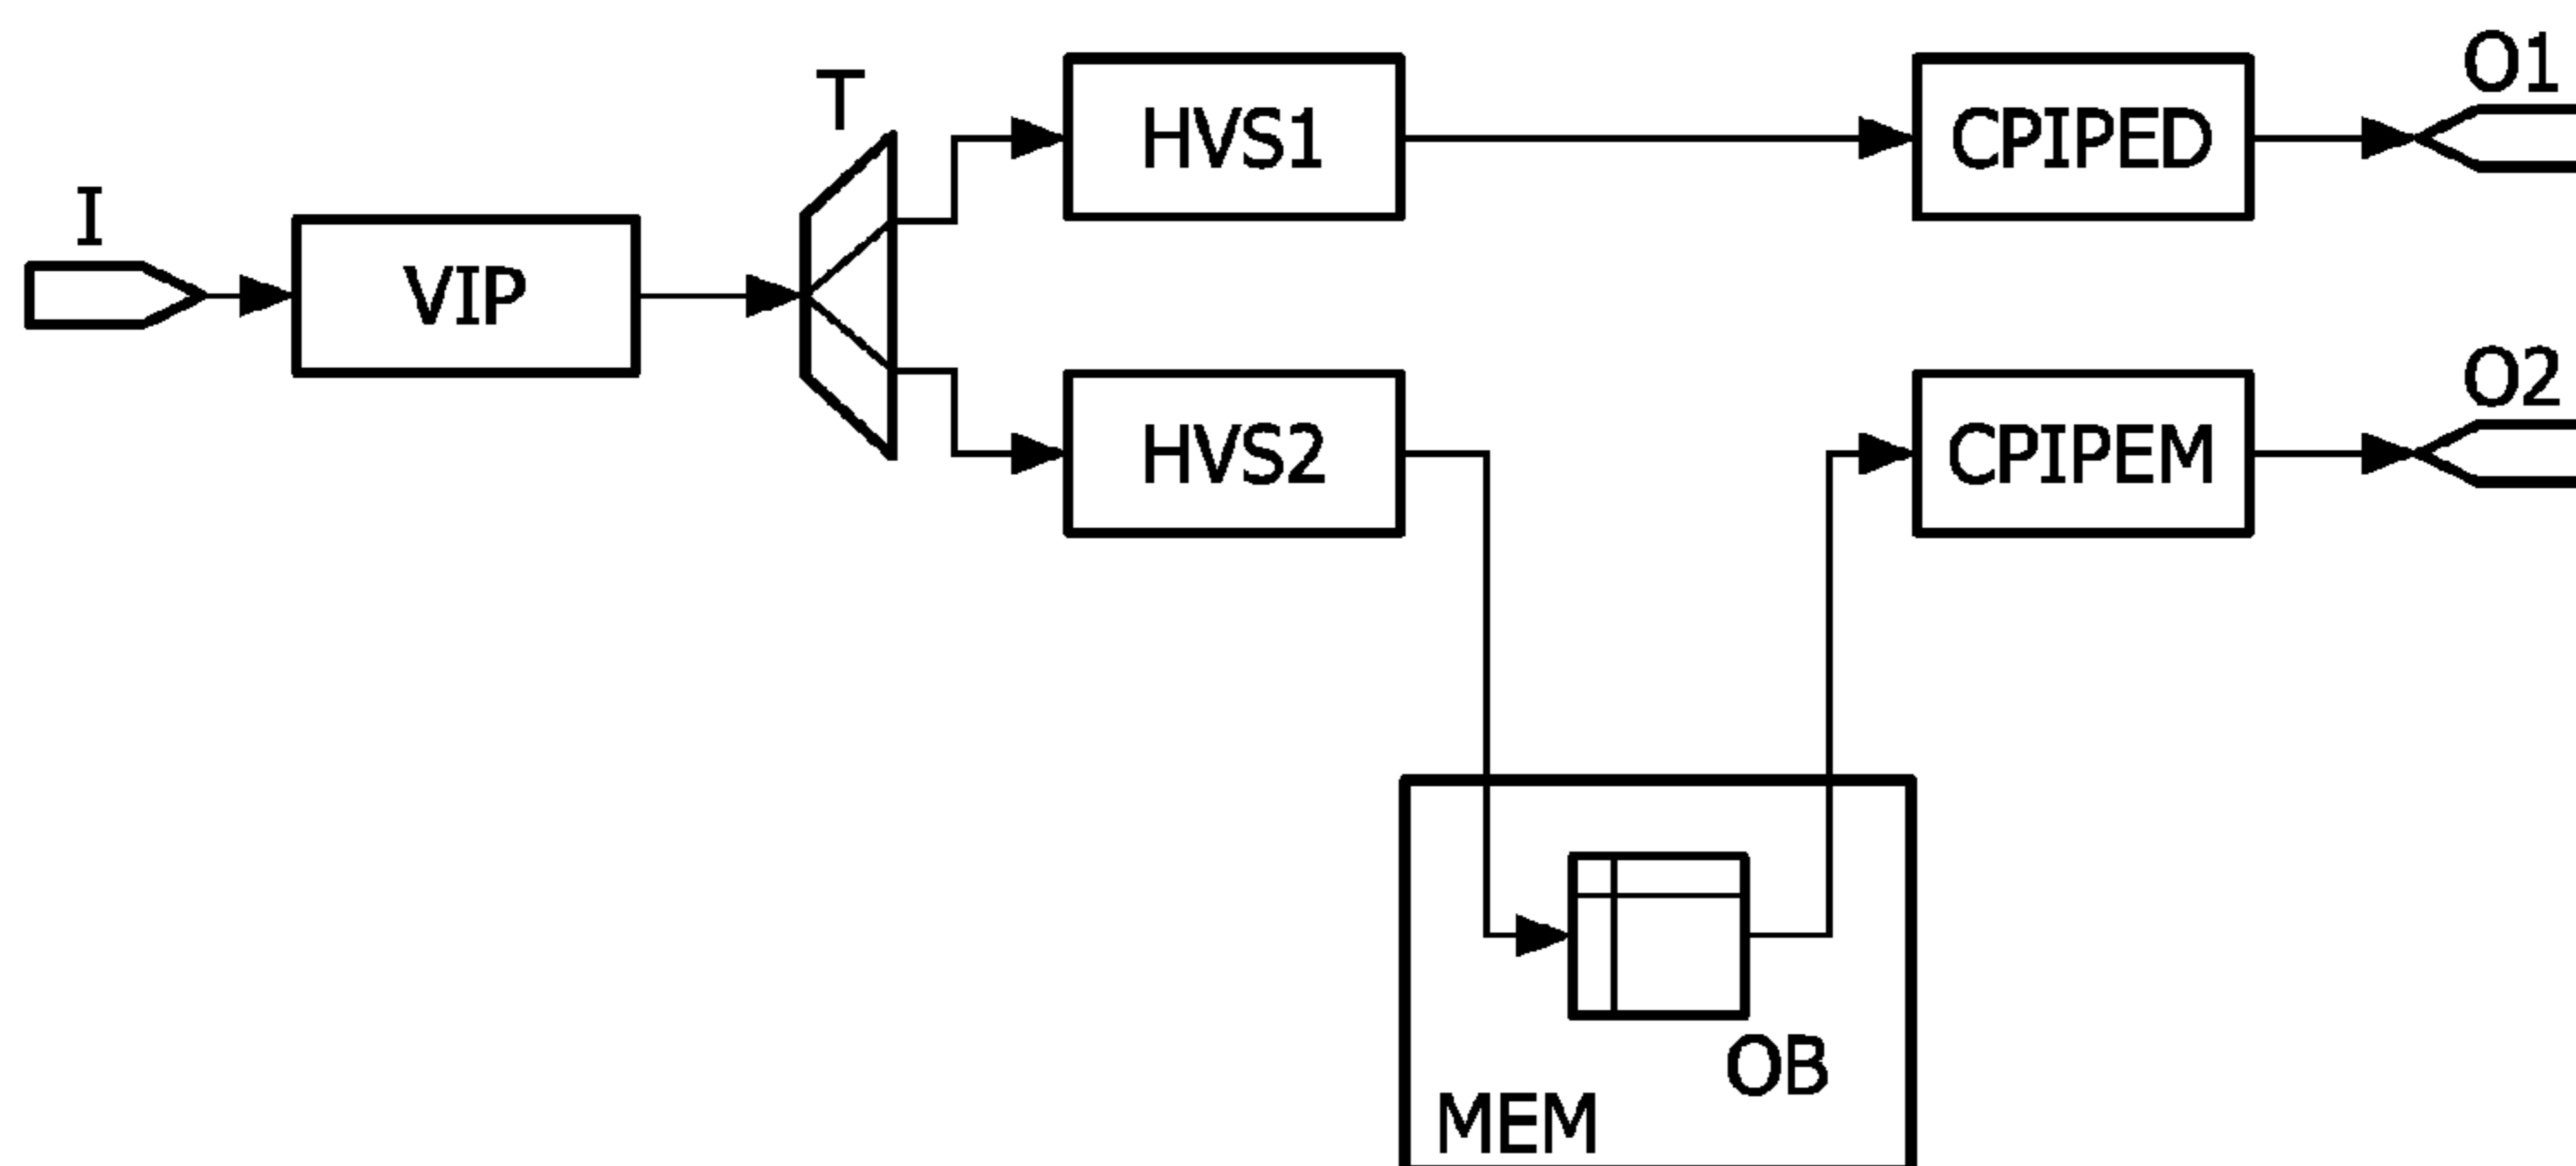 I
VIP
T
HVS1
CPIPED
O1
HVS2
CPIPEM
O2
OB
MEM